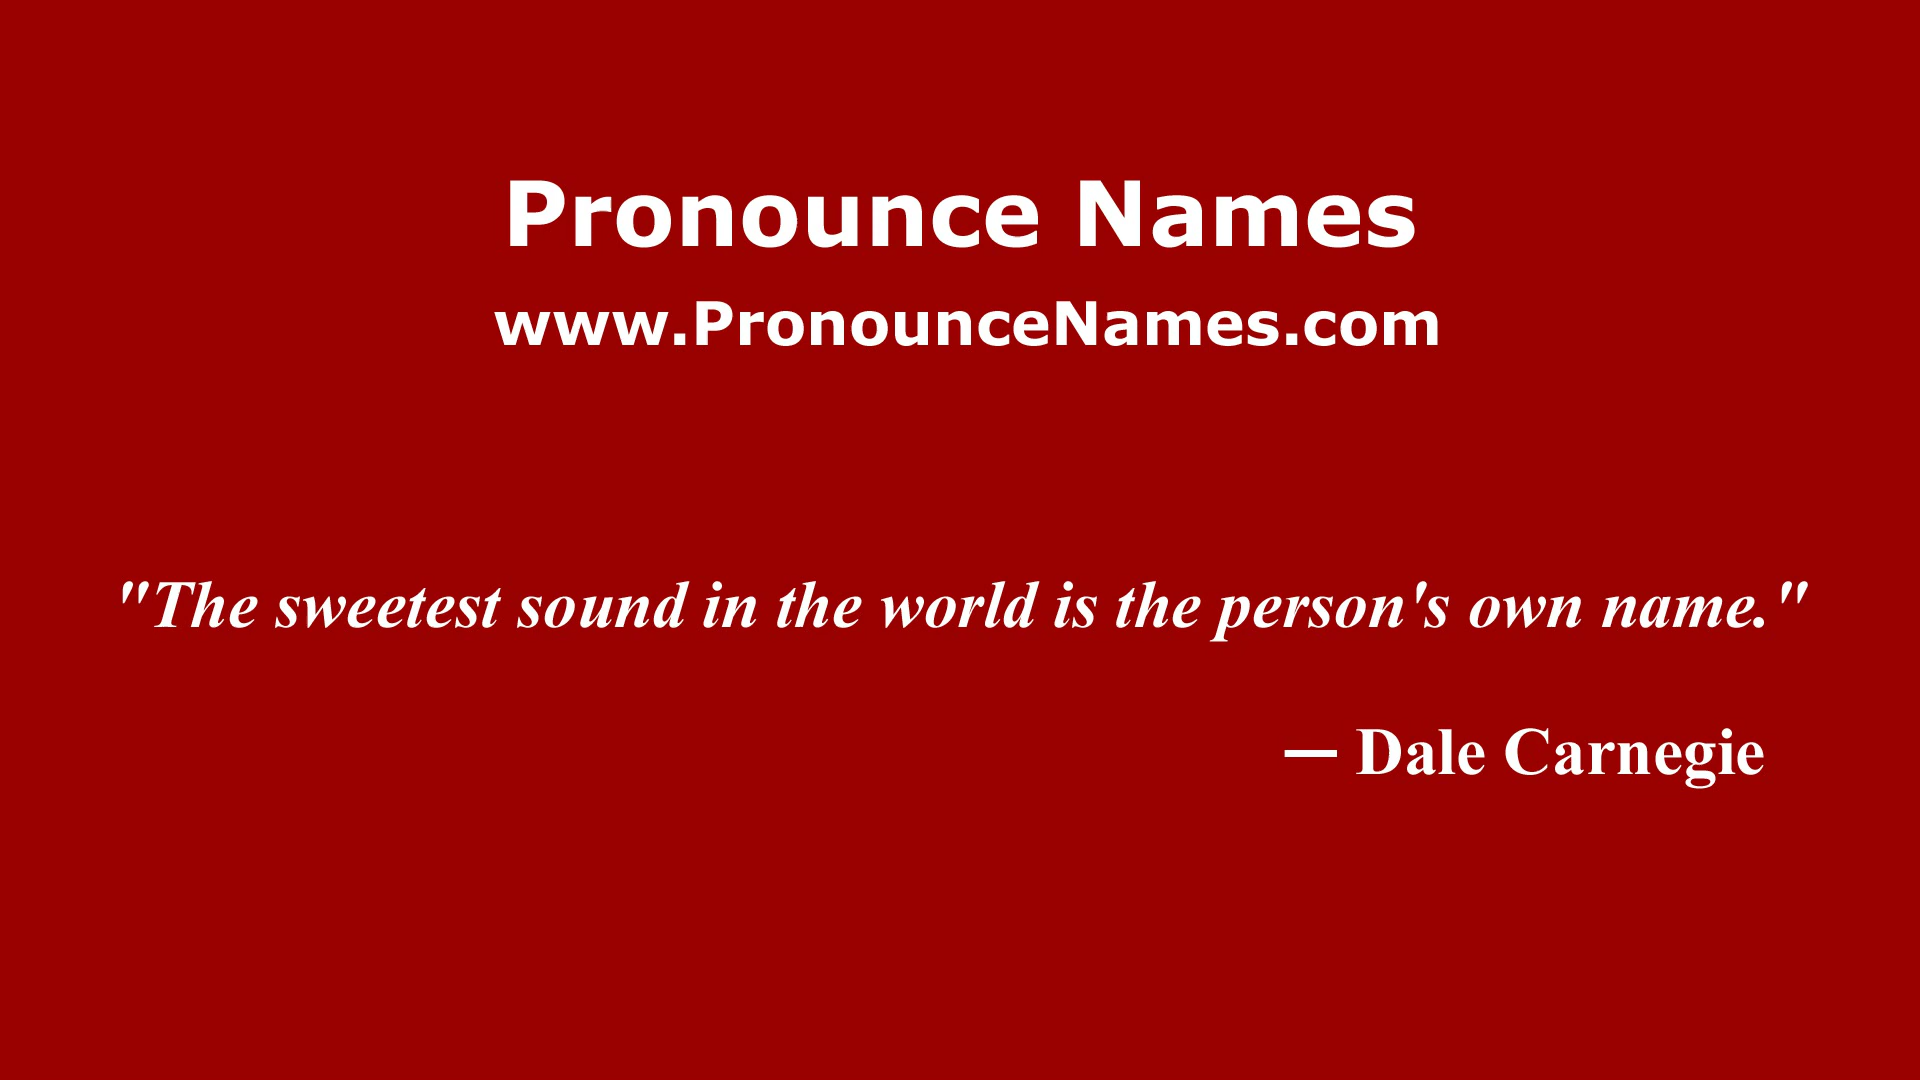 Pronounce Names
www.PronounceNames.com
"The sweetest sound in the world is the person's own name."
— Dale Carnegie